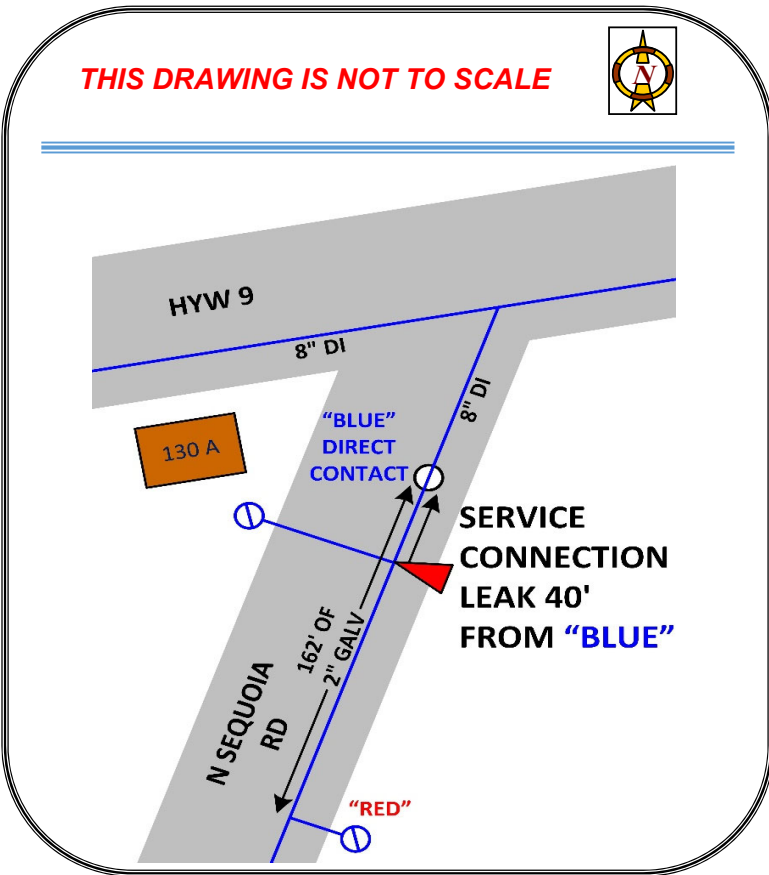 THIS DRAWING IS NOT TO SCALE
N
HYW 9
8" DI
8" DI
130 A
“BLUE”
DIRECT
CONTACT
SERVICE
CONNECTION
LEAK 40'
FROM “BLUE”
162' OF
2" GALV
N SEQUOIA
RD
“RED”